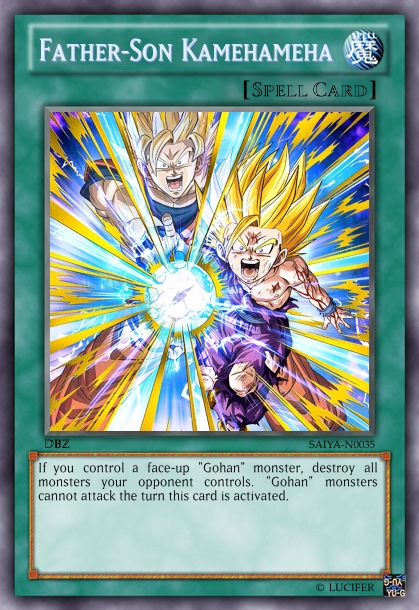 Father-Son Kamehameha 魔
[Spell Card]
DBZ SAIYA-N0035
If you control a face-up "Gohan" monster, destroy all
monsters your opponent controls. "Gohan" monsters
cannot attack the turn this card is activated.
© LUCIFER
YU-G